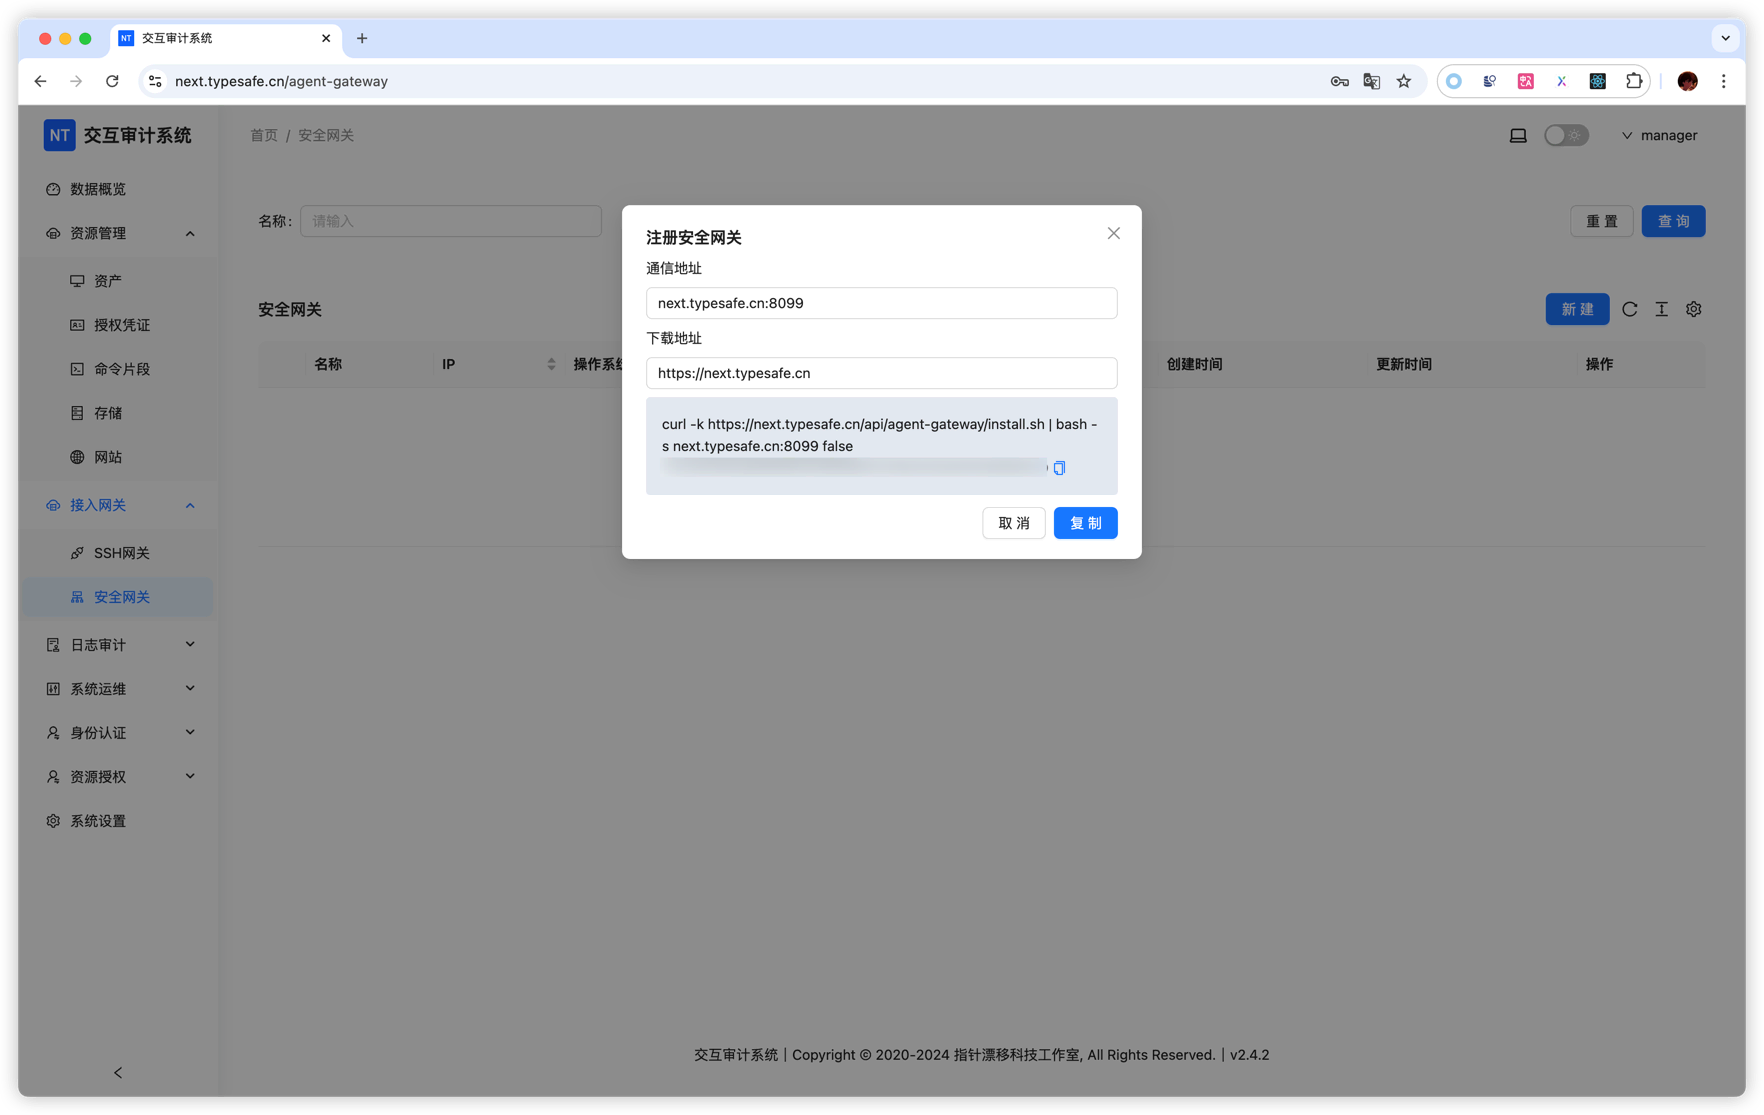 NT 交互审计系统
next.typesafe.cn/agent-gateway
NT 交互审计系统
首页 / 安全网关
manager
数据概览
资源管理
资产
授权凭证
命令片段
存储
网站
接入网关
SSH网关
安全网关
日志审计
系统运维
身份认证
资源授权
系统设置
名称: 请输入
重 置
查 询
安全网关
新 建
名称
IP
操作系
创建时间
更新时间
操作
注册安全网关
通信地址
next.typesafe.cn:8099
下载地址
https://next.typesafe.cn
curl -k https://next.typesafe.cn/api/agent-gateway/install.sh | bash -
s next.typesafe.cn:8099 false
取 消
复 制
交互审计系统 | Copyright © 2020-2024 指针漂移科技工作室, All Rights Reserved. | v2.4.2